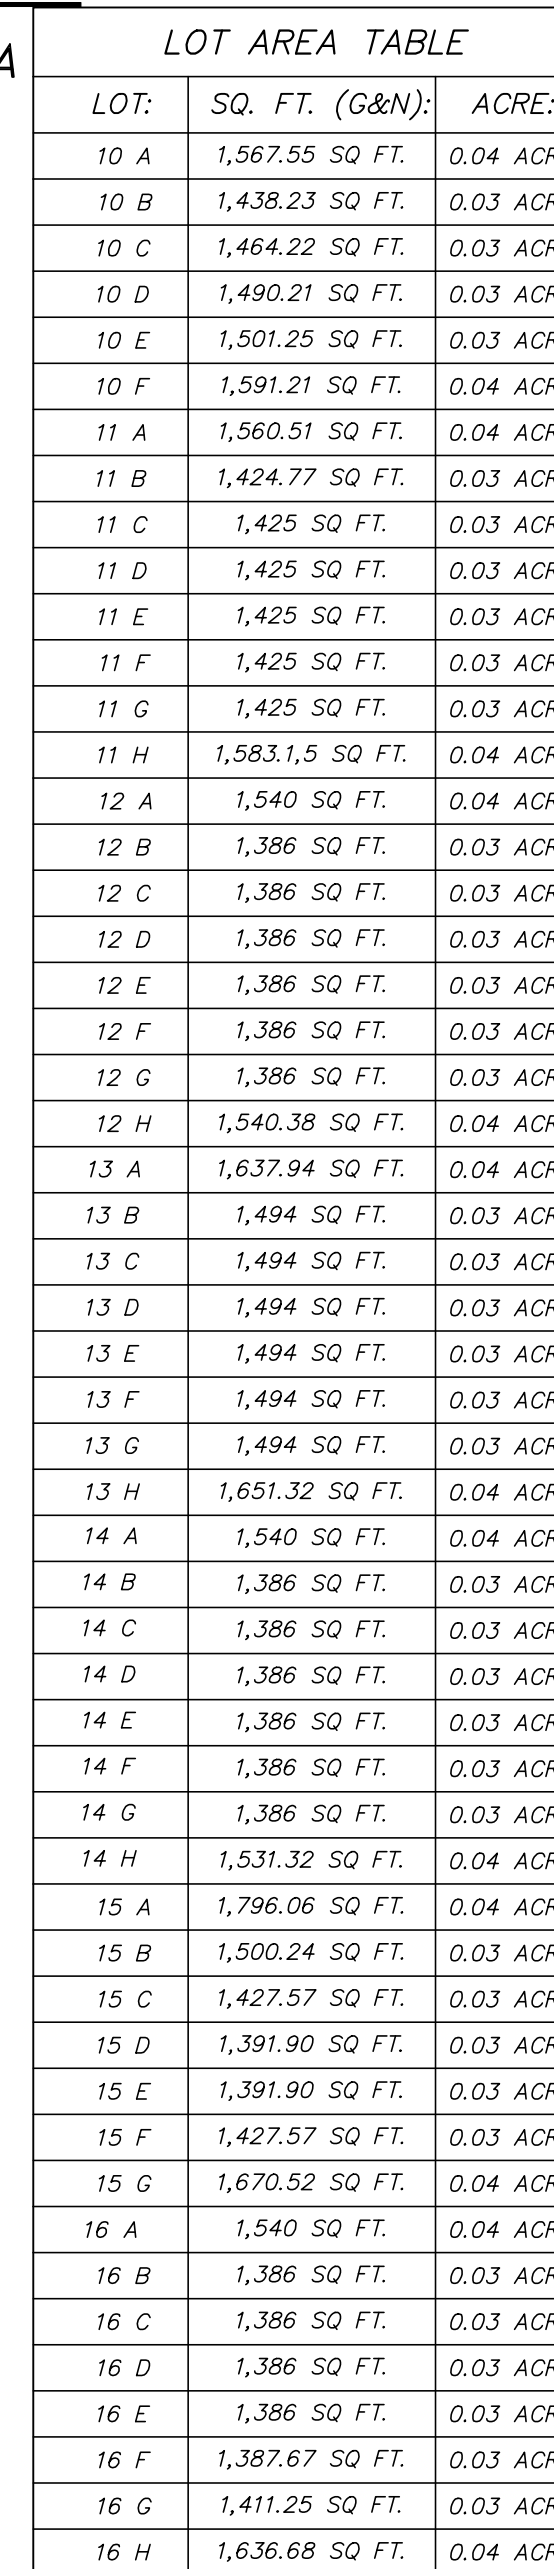 A
LOT AREA TABLE
LOT: SQ. FT. (G&N): ACRE:
10 A 1,567.55 SQ FT. 0.04 ACR
10 B 1,438.23 SQ FT. 0.03 ACR
10 C 1,464.22 SQ FT. 0.03 ACR
10 D 1,490.21 SQ FT. 0.03 ACR
10 E 1,501.25 SQ FT. 0.03 ACR
10 F 1,591.21 SQ FT. 0.04 ACR
11 A 1,560.51 SQ FT. 0.04 ACR
11 B 1,424.77 SQ FT. 0.03 ACR
11 C 1,425 SQ FT. 0.03 ACR
11 D 1,425 SQ FT. 0.03 ACR
11 E 1,425 SQ FT. 0.03 ACR
11 F 1,425 SQ FT. 0.03 ACR
11 G 1,425 SQ FT. 0.03 ACR
11 H 1,583.1,5 SQ FT. 0.04 ACR
12 A 1,540 SQ FT. 0.04 ACR
12 B 1,386 SQ FT. 0.03 ACR
12 C 1,386 SQ FT. 0.03 ACR
12 D 1,386 SQ FT. 0.03 ACR
12 E 1,386 SQ FT. 0.03 ACR
12 F 1,386 SQ FT. 0.03 ACR
12 G 1,386 SQ FT. 0.03 ACR
12 H 1,540.38 SQ FT. 0.04 ACR
13 A 1,637.94 SQ FT. 0.04 ACR
13 B 1,494 SQ FT. 0.03 ACR
13 C 1,494 SQ FT. 0.03 ACR
13 D 1,494 SQ FT. 0.03 ACR
13 E 1,494 SQ FT. 0.03 ACR
13 F 1,494 SQ FT. 0.03 ACR
13 G 1,494 SQ FT. 0.03 ACR
13 H 1,651.32 SQ FT. 0.04 ACR
14 A 1,540 SQ FT. 0.04 ACR
14 B 1,386 SQ FT. 0.03 ACR
14 C 1,386 SQ FT. 0.03 ACR
14 D 1,386 SQ FT. 0.03 ACR
14 E 1,386 SQ FT. 0.03 ACR
14 F 1,386 SQ FT. 0.03 ACR
14 G 1,386 SQ FT. 0.03 ACR
14 H 1,531.32 SQ FT. 0.04 ACR
15 A 1,796.06 SQ FT. 0.04 ACR
15 B 1,500.24 SQ FT. 0.03 ACR
15 C 1,427.57 SQ FT. 0.03 ACR
15 D 1,391.90 SQ FT. 0.03 ACR
15 E 1,391.90 SQ FT. 0.03 ACR
15 F 1,427.57 SQ FT. 0.03 ACR
15 G 1,670.52 SQ FT. 0.04 ACR
16 A 1,540 SQ FT. 0.04 ACR
16 B 1,386 SQ FT. 0.03 ACR
16 C 1,386 SQ FT. 0.03 ACR
16 D 1,386 SQ FT. 0.03 ACR
16 E 1,386 SQ FT. 0.03 ACR
16 F 1,387.67 SQ FT. 0.03 ACR
16 G 1,411.25 SQ FT. 0.03 ACR
16 H 1,636.68 SQ FT. 0.04 ACR